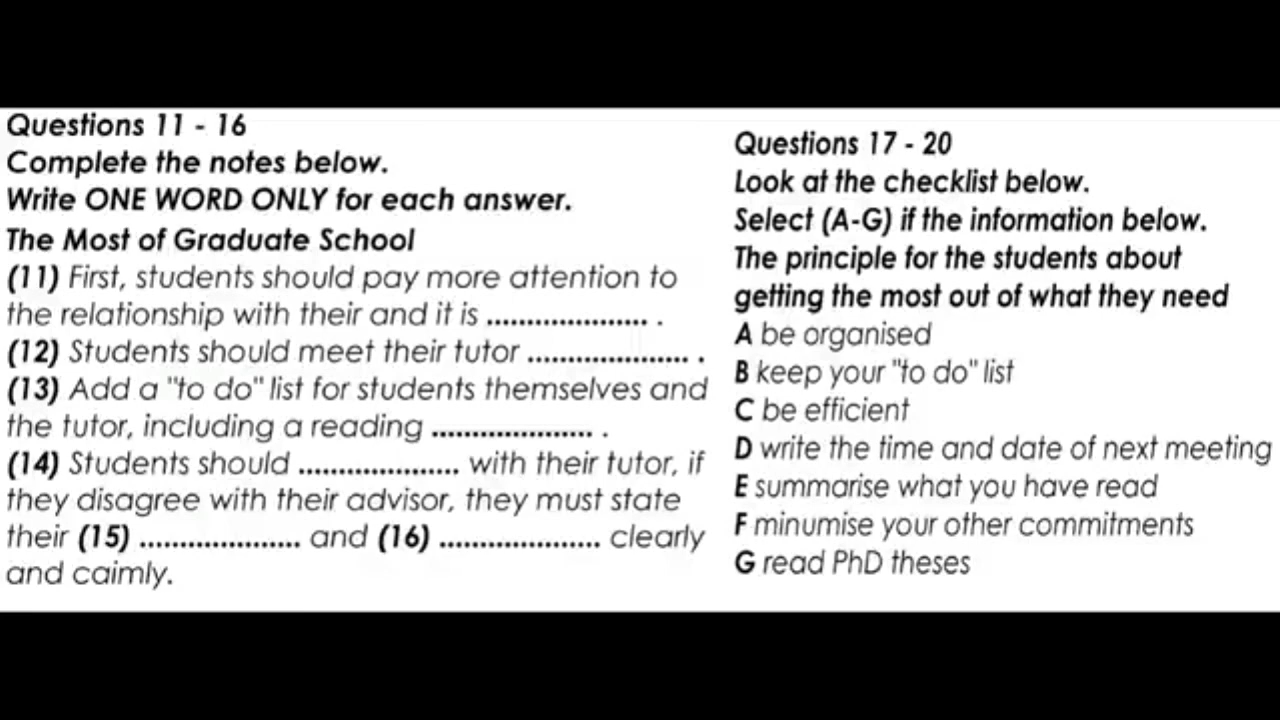 Questions 11 - 16
Complete the notes below.
Write ONE WORD ONLY for each answer.
The Most of Graduate School
(11) First, students should pay more attention to
the relationship with their and it is .................... .
(12) Students should meet their tutor .................... .
(13) Add a "to do" list for students themselves and
the tutor, including a reading .................... .
(14) Students should .................... with their tutor, if
they disagree with their advisor, they must state
their (15) .................... and (16) .................... clearly
and caimly.
Questions 17 - 20
Look at the checklist below.
Select (A-G) if the information below.
The principle for the students about
getting the most out of what they need
A be organised
B keep your "to do" list
C be efficient
D write the time and date of next meeting
E summarise what you have read
F minumise your other commitments
G read PhD theses